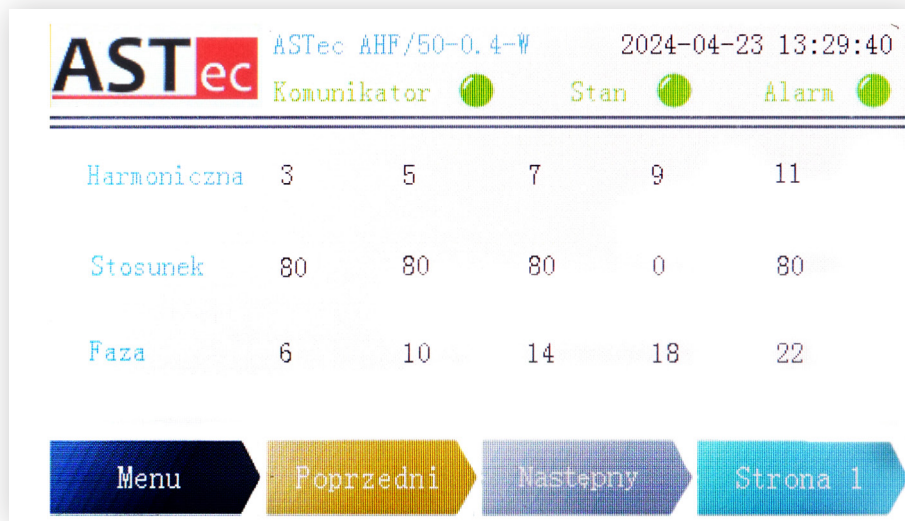 ASTec ASTec AHF/50-0.4-W 2024-04-23 13:29:40
Komunikator Stan Alarm
Harmoniczna 3 5 7 9 11
Stosunek 80 80 80 0 80
Faza 6 10 14 18 22
Menu Poprzedni Następny Strona 1